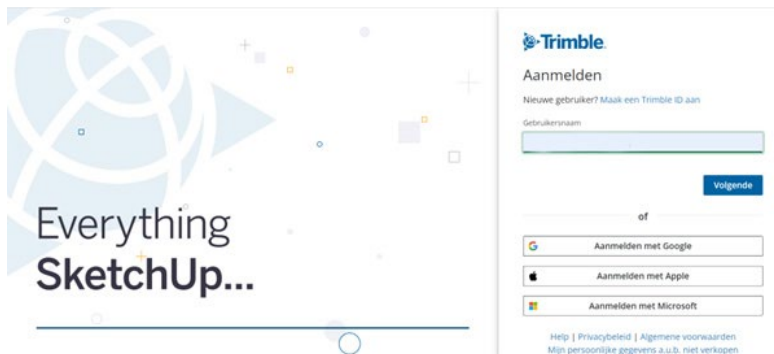 Everything
SketchUp...
Trimble.
Aanmelden
Nieuwe gebruiker? Maak een Trimble ID aan
Gebruikersnaam
Volgende
of
Aanmelden met Google
Aanmelden met Apple
Aanmelden met Microsoft
Help | Privacybeleid | Algemene voorwaarden
Mijn persoonlijke gegevens a.u.b. niet verkopen